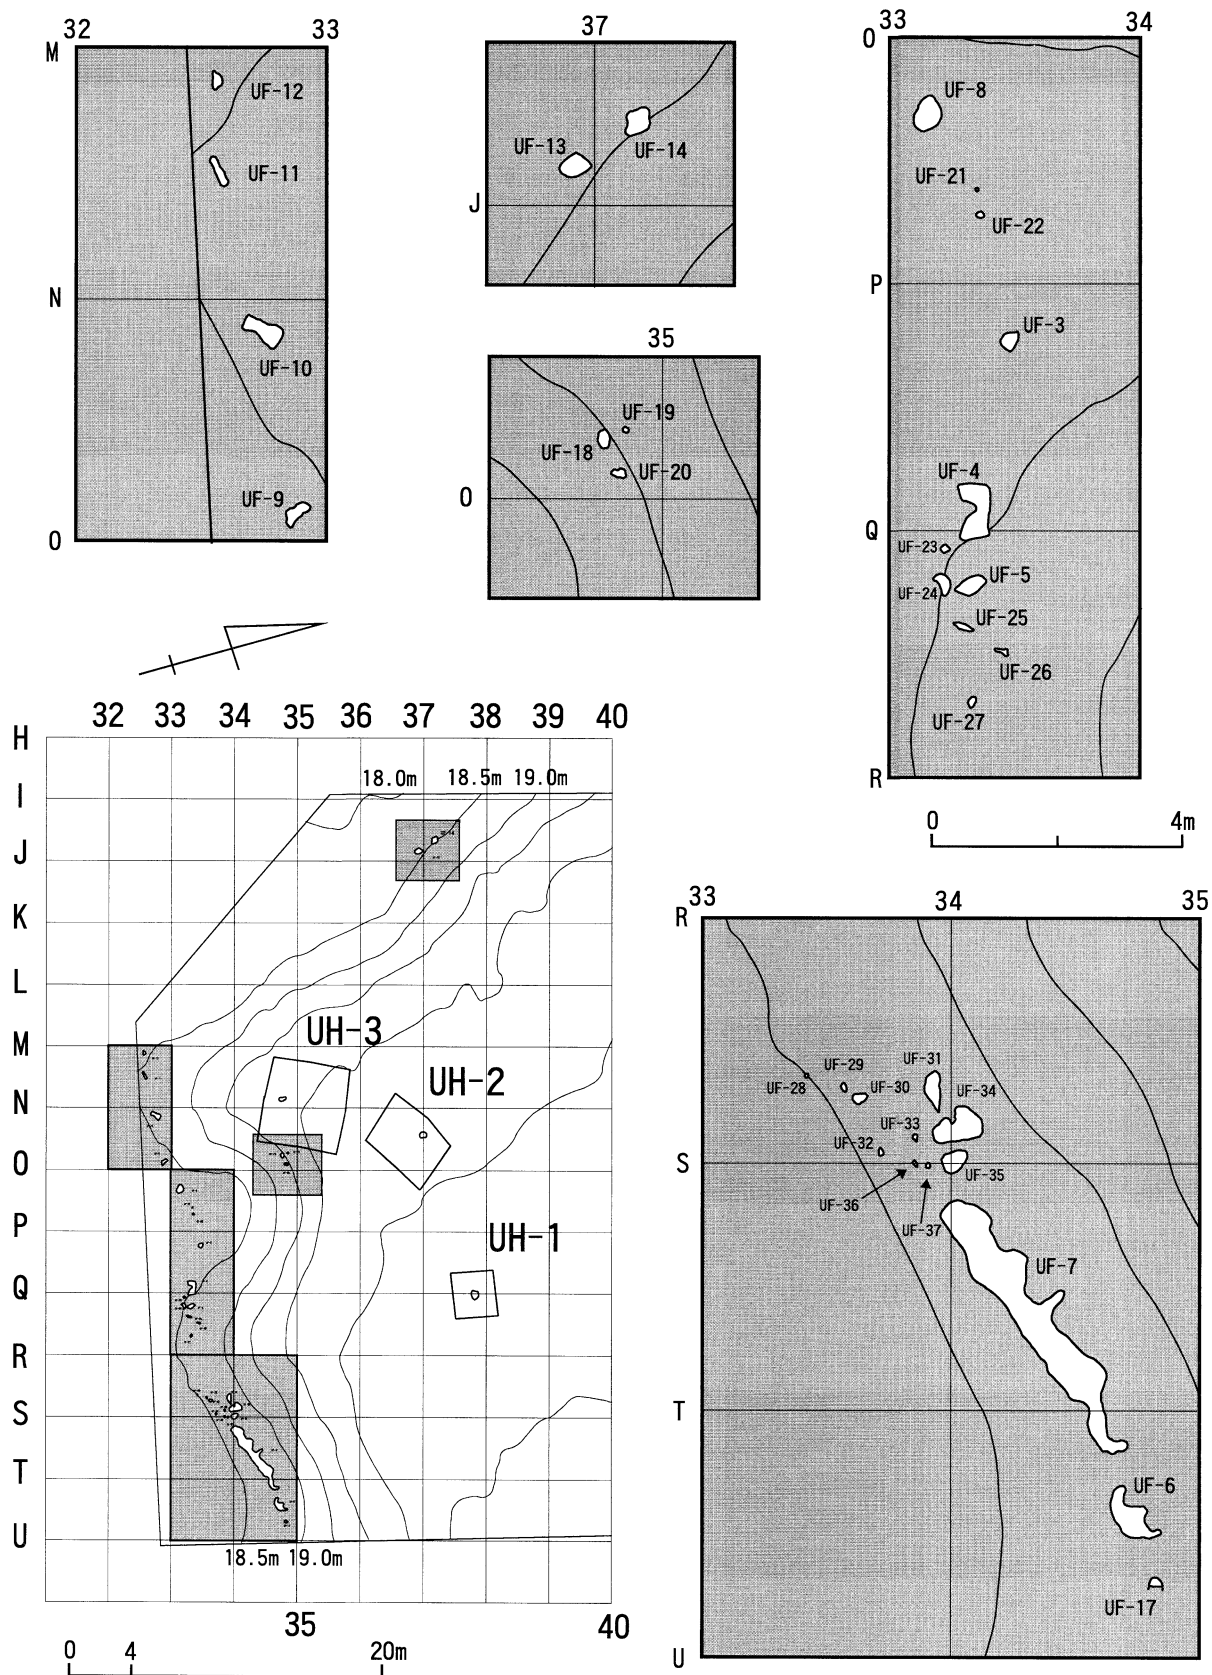 32 33
M
UF-12
UF-11
N
UF-10
UF-9
O
37
UF-13
UF-14
J
35
UF-19
UF-18
UF-20
O
33 34
O
UF-8
UF-21
UF-22
P
UF-3
UF-4
Q
UF-23
UF-5
UF-24
UF-25
UF-26
UF-27
R
0 4m
32 33 34 35 36 37 38 39 40
H
18.0m 18.5m 19.0m
I
J
K
L
M
UH-3
UH-2
N
O
P
UH-1
Q
R
S
T
U
18.5m 19.0m
35 40
0 4 20m
33 34 35
R
UF-31
UF-29
UF-28 UF-30 UF-34
UF-33
UF-32
S
UF-35
UF-36
UF-37
UF-7
T
UF-6
UF-17
U